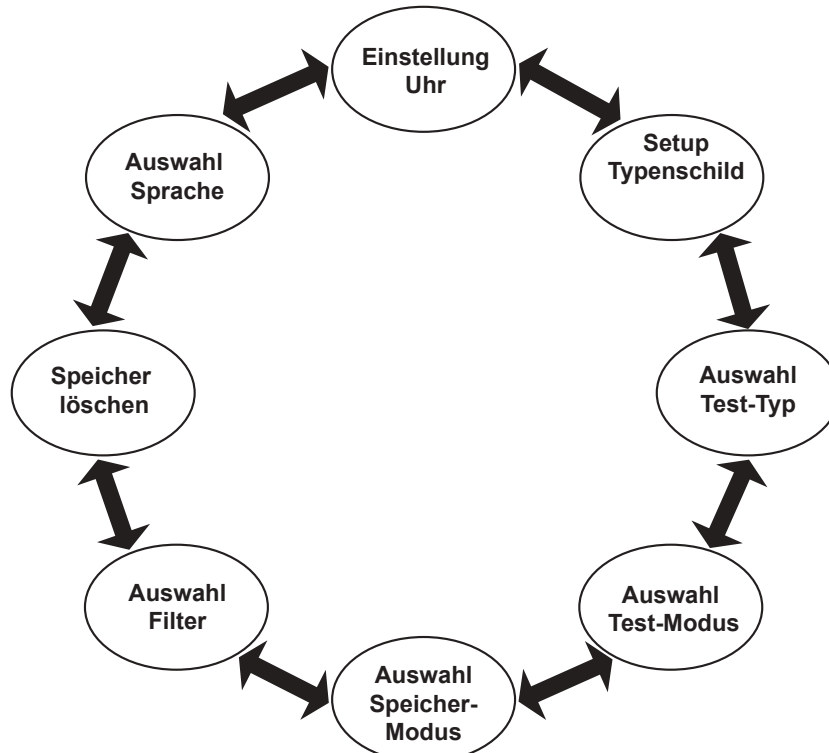 Einstellung
Uhr
Setup
Typenschild
Auswahl
Test-Typ
Auswahl
Test-Modus
Auswahl
Speicher-
Modus
Auswahl
Filter
Speicher
löschen
Auswahl
Sprache